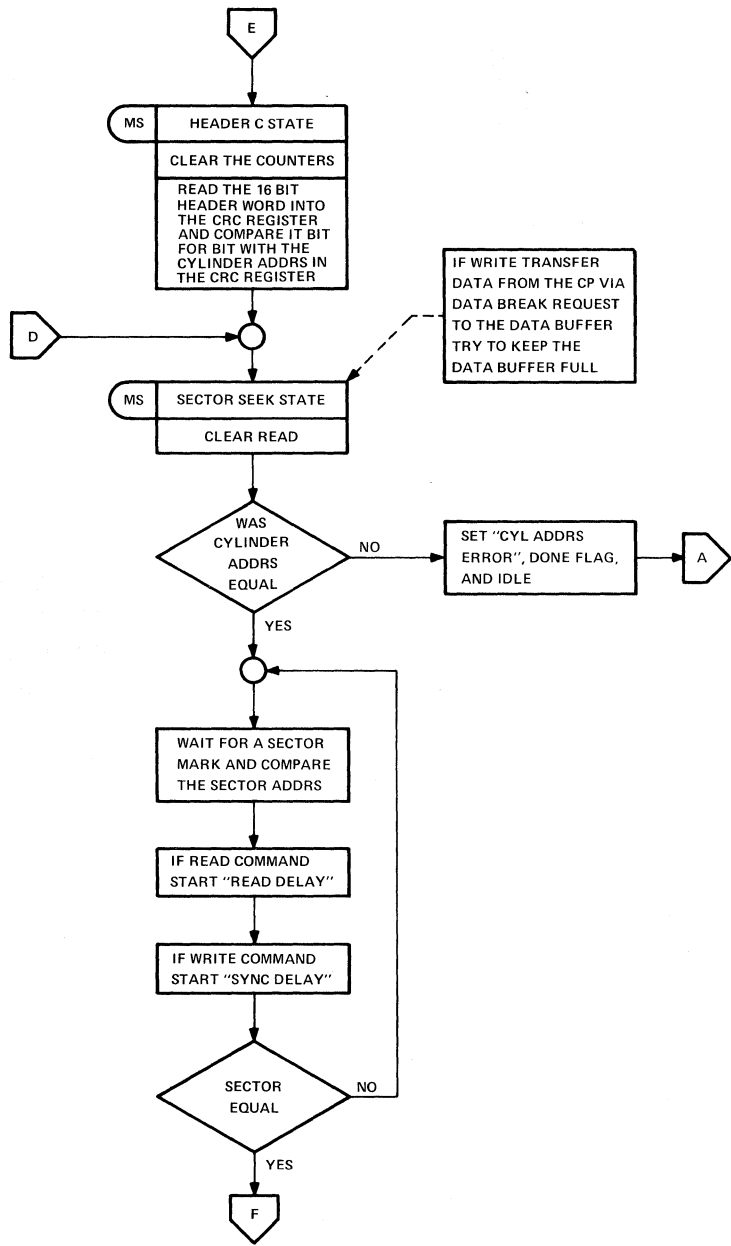 E
MS
HEADER C STATE
CLEAR THE COUNTERS
READ THE 16 BIT
HEADER WORD INTO
THE CRC REGISTER
AND COMPARE IT BIT
FOR BIT WITH THE
CYLINDER ADDRS IN
THE CRC REGISTER
IF WRITE TRANSFER
DATA FROM THE CP VIA
DATA BREAK REQUEST
TO THE DATA BUFFER
TRY TO KEEP THE
DATA BUFFER FULL
D
MS
SECTOR SEEK STATE
CLEAR READ
WAS
CYLINDER
ADDRS
EQUAL
NO
SET "CYL ADDRS
ERROR", DONE FLAG,
AND IDLE
A
YES
WAIT FOR A SECTOR
MARK AND COMPARE
THE SECTOR ADDRS
IF READ COMMAND
START "READ DELAY"
IF WRITE COMMAND
START "SYNC DELAY"
SECTOR
EQUAL
NO
YES
F